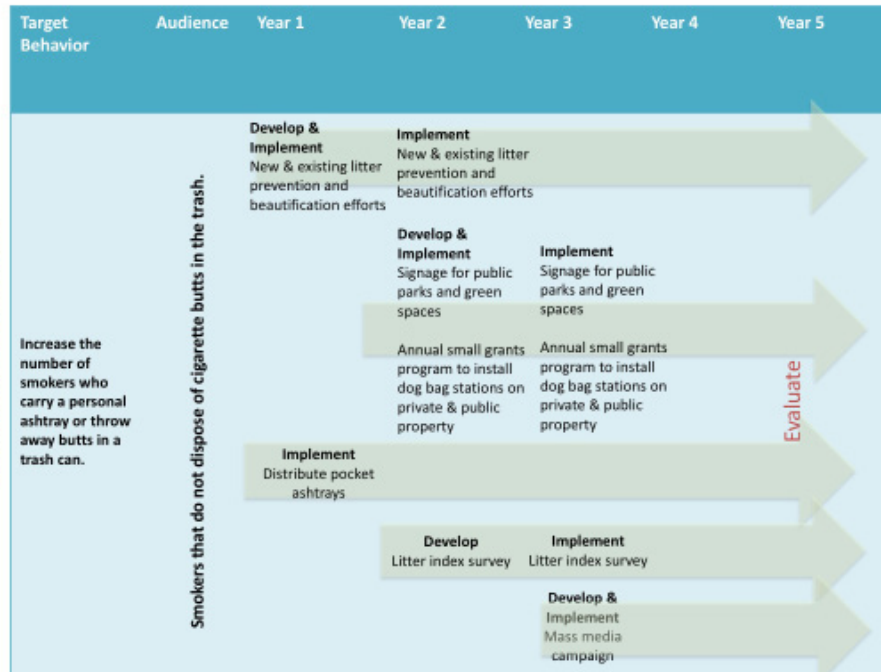 Target
Behavior
Audience
Year 1
Year 2
Year 3
Year 4
Year 5
Increase the
number of
smokers who
carry a personal
ashtray or throw
away butts in a
trash can.
Smokers that do not dispose of cigarette butts in the trash.
Develop &
Implement
New & existing litter
prevention and
beautification efforts
Implement
New & existing litter
prevention and
beautification efforts
Develop &
Implement
Signage for public
parks and green
spaces
Annual small grants
program to install
dog bag stations on
private & public
property
Implement
Signage for public
parks and green
spaces
Annual small grants
program to install
dog bag stations on
private & public
property
Implement
Distribute pocket
ashtrays
Develop
Litter index survey
Implement
Litter index survey
Develop &
Implement
Mass media
campaign
Evaluate